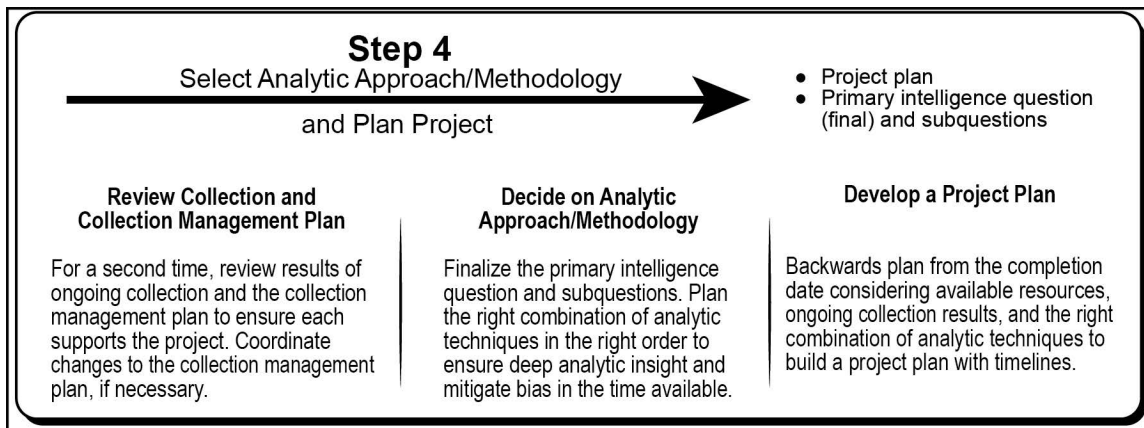 Step 4
Select Analytic Approach/Methodology
and Plan Project
● Project plan
● Primary intelligence question
(final) and subquestions
Review Collection and
Collection Management Plan
For a second time, review results of
ongoing collection and the collection
management plan to ensure each
supports the project. Coordinate
changes to the collection management
plan, if necessary.
Decide on Analytic
Approach/Methodology
Finalize the primary intelligence
question and subquestions. Plan
the right combination of analytic
techniques in the right order to
ensure deep analytic insight and
mitigate bias in the time available.
Develop a Project Plan
Backwards plan from the completion
date considering available resources,
ongoing collection results, and the right
combination of analytic techniques to
build a project plan with timelines.